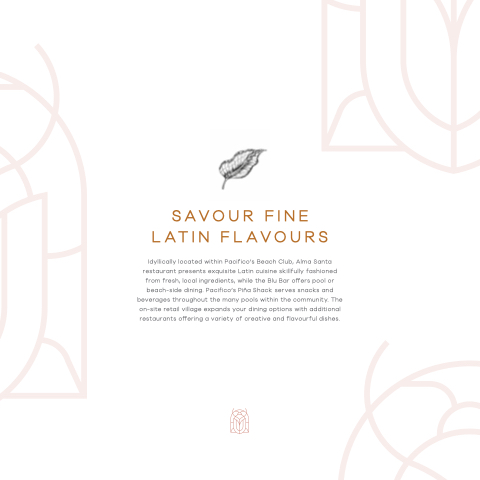 SAVOUR FINE
LATIN FLAVOURS
Idyllically located within Pacifico's Beach Club, Alma Santa
restaurant presents exquisite Latin cuisine skillfully fashioned
from fresh, local ingredients, while the Blu Bar offers pool or
beach-side dining. Pacifico's Piña Shack serves snacks and
beverages throughout the many pools within the community. The
on-site retail village expands your dining options with additional
restaurants offering a variety of creative and flavourful dishes.